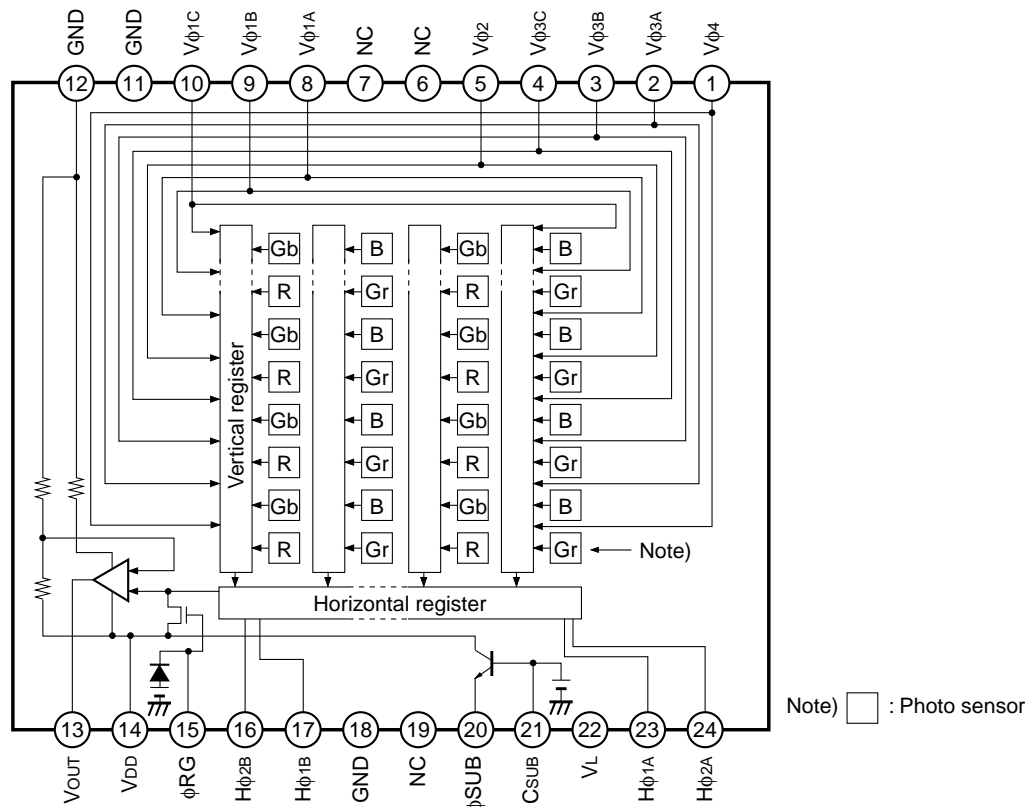 GND GND Vφ1C Vφ1B Vφ1A NC NC Vφ2 Vφ3C Vφ3B Vφ3A Vφ4
12 11 10 9 8 7 6 5 4 3 2 1
Vertical register
Gb B Gb B
R Gr R Gr
Gb B Gb B
R Gr R Gr
Gb B Gb B
R Gr R Gr
Gb B Gb B
R Gr R Gr
Note)
Horizontal register
Note) : Photo sensor
13 14 15 16 17 18 19 20 21 22 23 24
VOUT VDD φRG Hφ2B Hφ1B GND NC φSUB CSUB VL Hφ1A Hφ2A